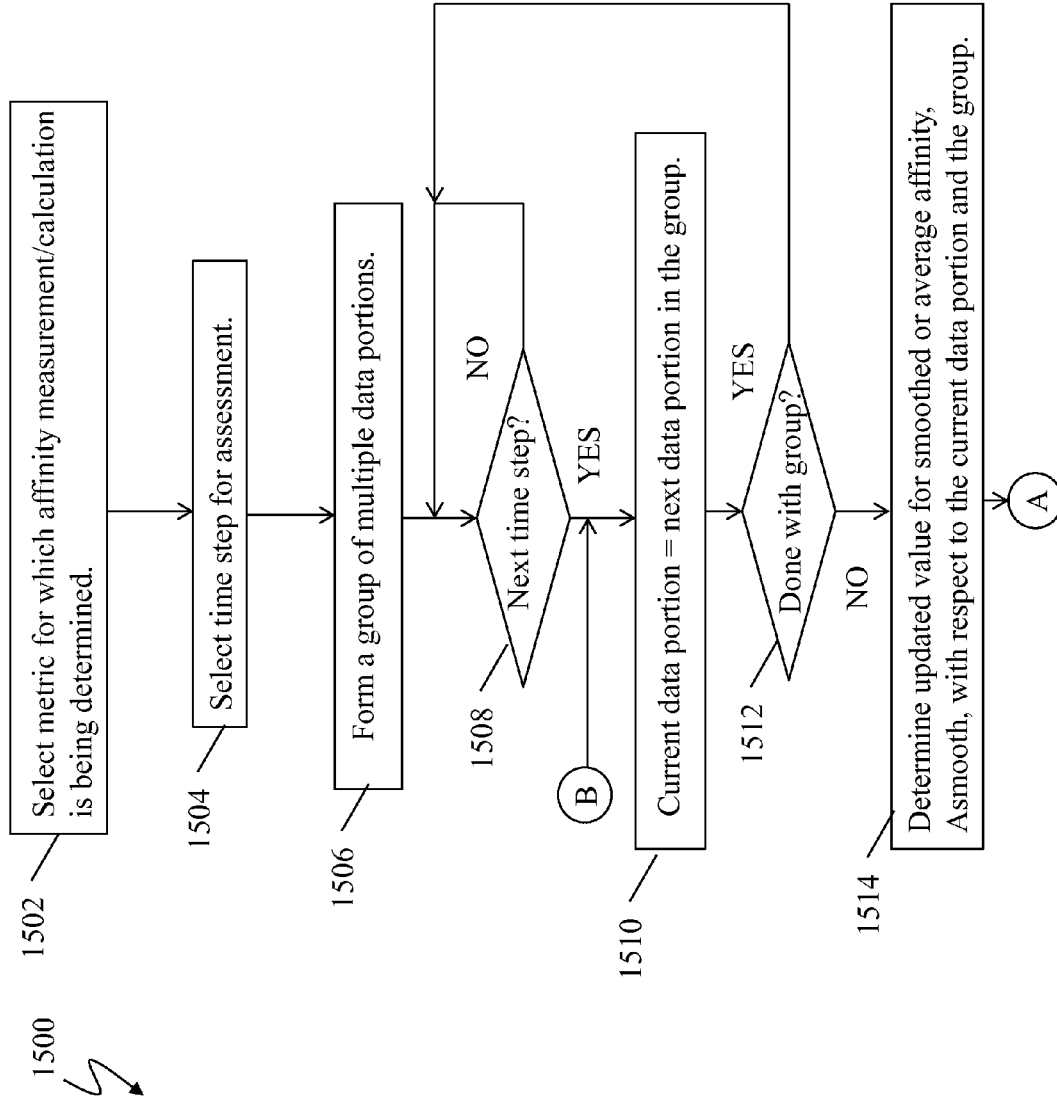 1500
1502
Select metric for which affinity measurement/calculation
is being determined.
1504
Select time step for assessment.
1506
Form a group of multiple data portions.
1508
Next time step?
NO
YES
B
1510
Current data portion = next data portion in the group.
1512
Done with group?
YES
NO
1514
Determine updated value for smoothed or average affinity,
Asmooth, with respect to the current data portion and the group.
A